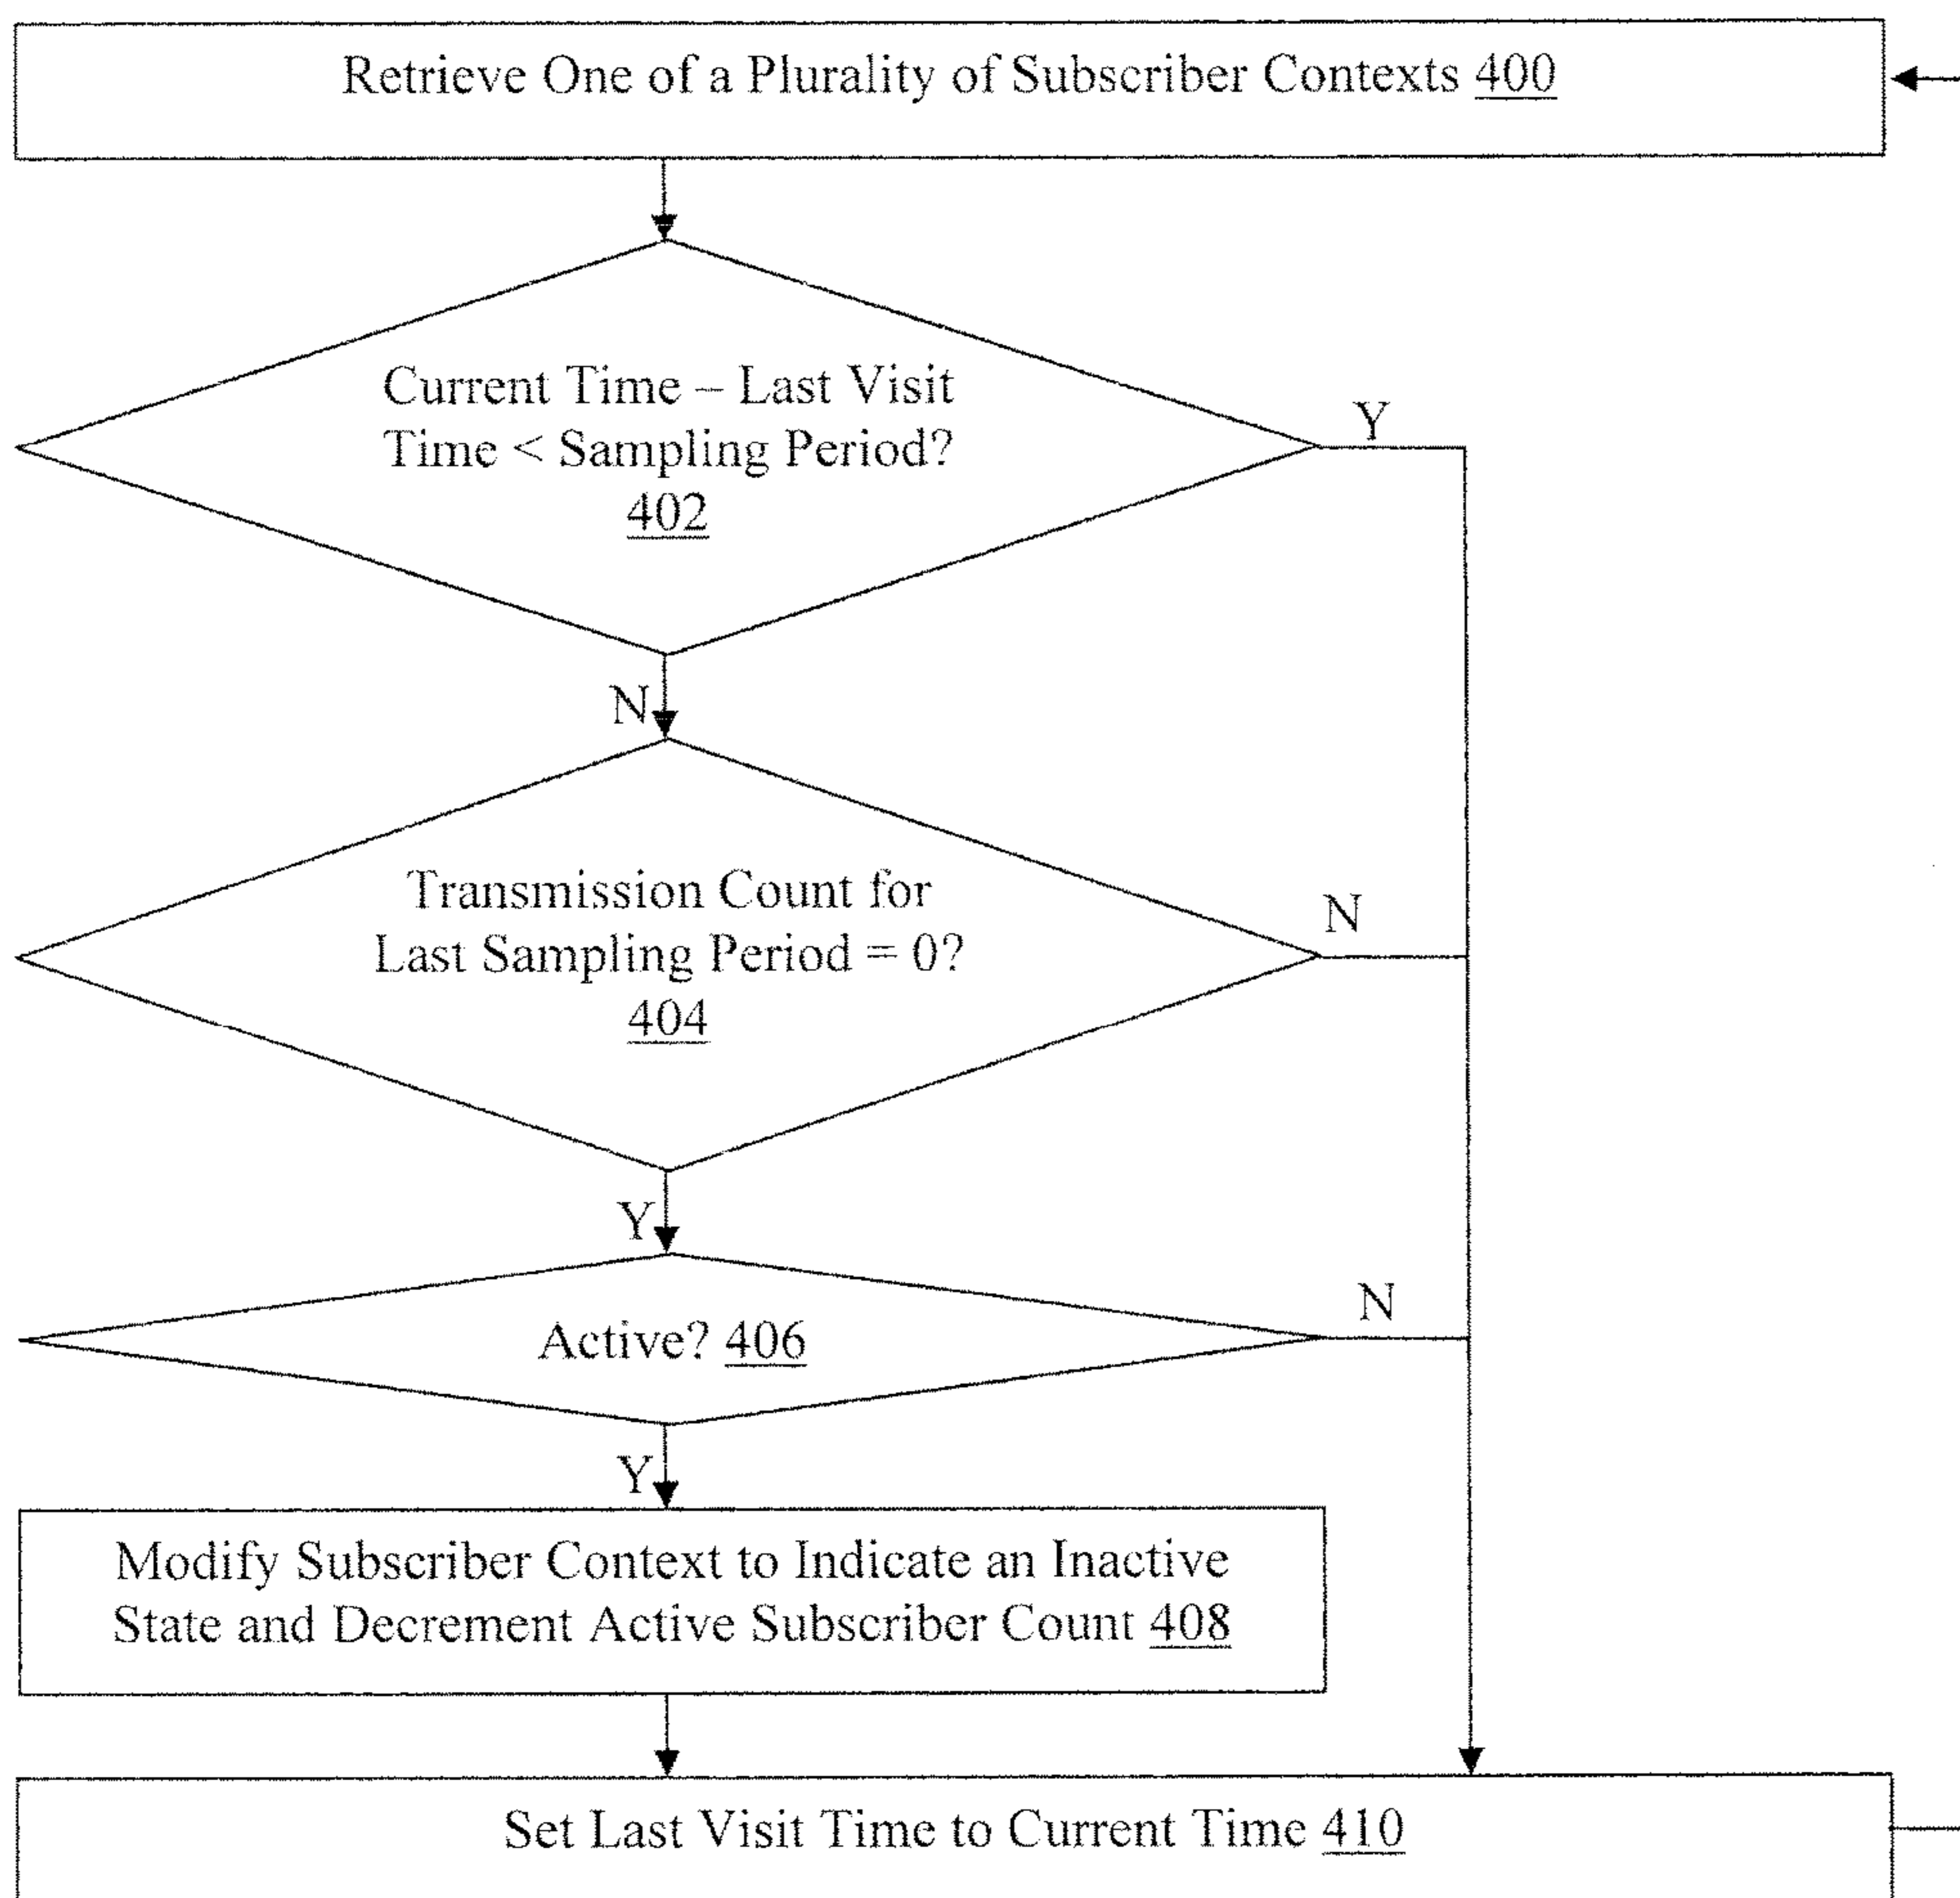 Retrieve One of a Plurality of Subscriber Contexts 400
Current Time – Last Visit
Time < Sampling Period?
402
Y
N
Transmission Count for
Last Sampling Period = 0?
404
N
Y
Active? 406
N
Y
Modify Subscriber Context to Indicate an Inactive
State and Decrement Active Subscriber Count 408
Set Last Visit Time to Current Time 410